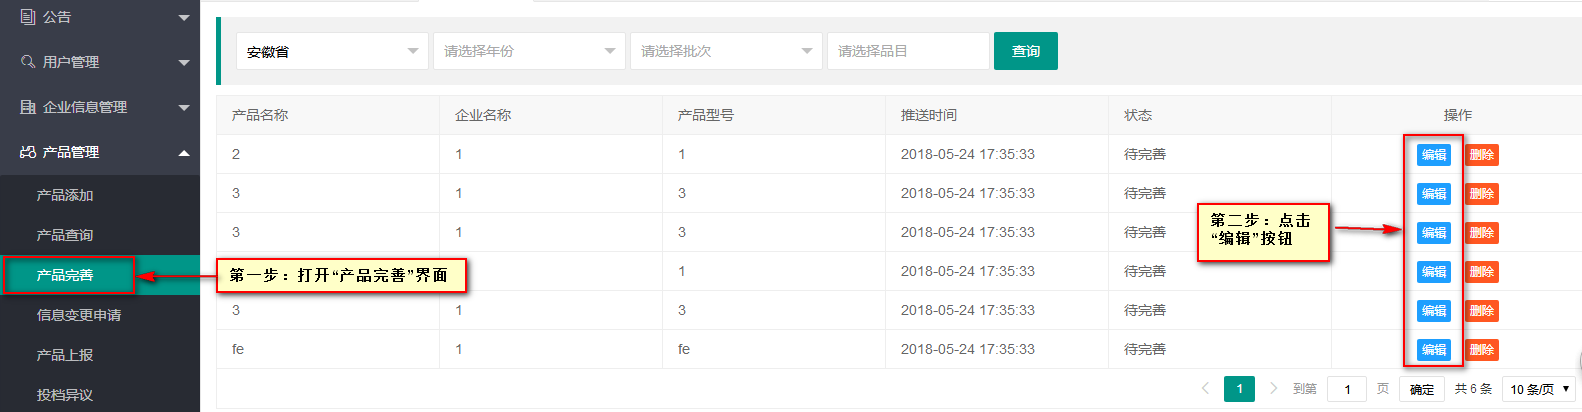 公告
用户管理
企业信息管理
产品管理
产品添加
产品查询
产品完善
信息变更申请
产品上报
投档异议
安徽省 请选择年份 请选择批次 请选择品目 查询
产品名称 企业名称 产品型号 推送时间 状态 操作
2 1 1 2018-05-24 17:35:33 待完善 编辑 删除
3 1 3 2018-05-24 17:35:33 待完善 编辑 删除
3 1 3 2018-05-24 17:35:33 待完善 编辑 删除
1 2018-05-24 17:35:33 待完善 编辑 删除
3 1 3 2018-05-24 17:35:33 待完善 编辑 删除
fe 1 fe 2018-05-24 17:35:33 待完善 编辑 删除
第一步：打开“产品完善”界面
第二步：点击
“编辑”按钮
1 到第 1 页 确定 共 6 条 10 条/页